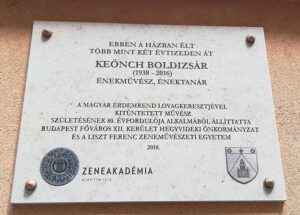 EBBEN A HÁZBAN ÉLT
TÖBB MINT KÉT ÉVTIZEDEN ÁT
KEÖNCH BOLDIZSÁR
(1938 - 2016)
ÉNEKMŰVÉSZ, ÉNEKTANÁR
A MAGYAR ÉRDEMREND LOVAGKERESZTJÉVEL
KITÜNTETETT MŰVÉSZ
SZÜLETÉSÉNEK 80. ÉVFORDULÓJA ALKALMÁBÓL ÁLLÍTTATTA
BUDAPEST FŐVÁROS XII. KERÜLET HEGYVIDÉKI ÖNKORMÁNYZAT
ÉS A LISZT FERENC ZENEMŰVÉSZETI EGYETEM
2018.
ZENEAKADÉMIA